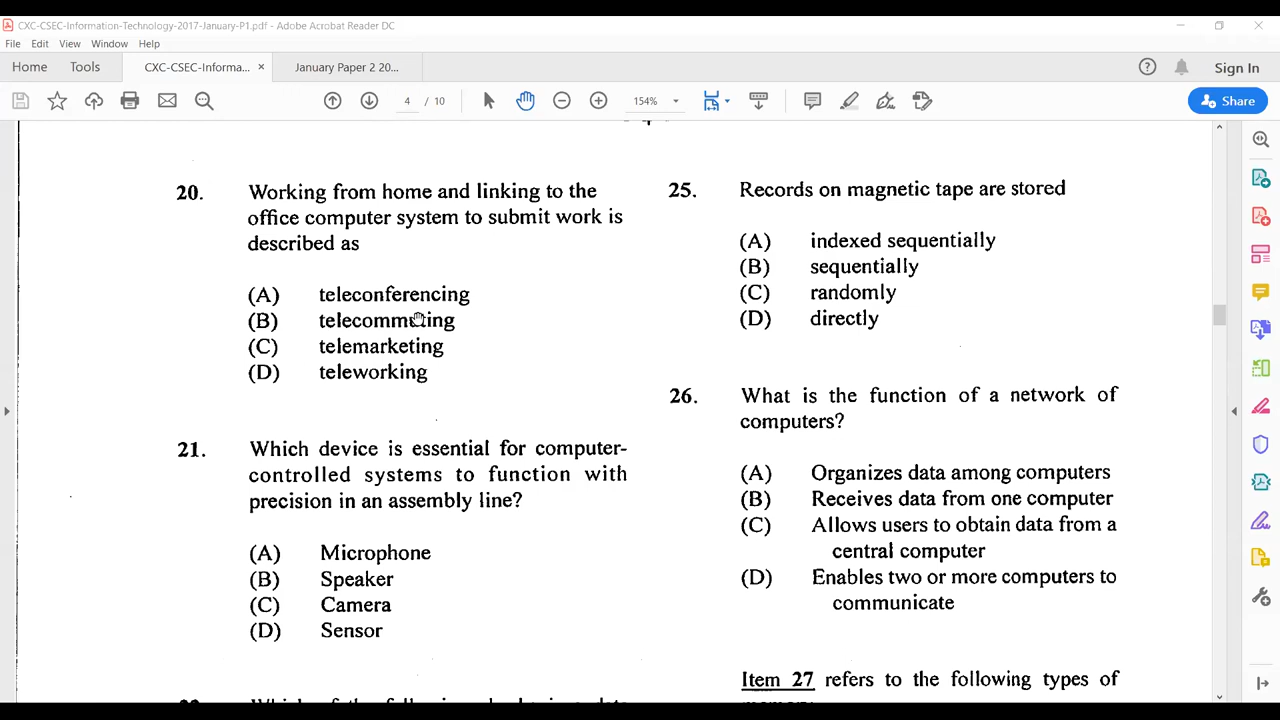 CXC-CSEC-Information-Technology-2017-January-P1.pdf - Adobe Acrobat Reader DC
File Edit View Window Help
Home Tools CXC-CSEC-Informa... × January Paper 2 20... Sign In
4 / 10 154% Share
20. Working from home and linking to the
office computer system to submit work is
described as
(A) teleconferencing
(B) telecommuting
(C) telemarketing
(D) teleworking
21. Which device is essential for computer-
controlled systems to function with
precision in an assembly line?
(A) Microphone
(B) Speaker
(C) Camera
(D) Sensor
25. Records on magnetic tape are stored
(A) indexed sequentially
(B) sequentially
(C) randomly
(D) directly
26. What is the function of a network of
computers?
(A) Organizes data among computers
(B) Receives data from one computer
(C) Allows users to obtain data from a
central computer
(D) Enables two or more computers to
communicate
Item 27 refers to the following types of